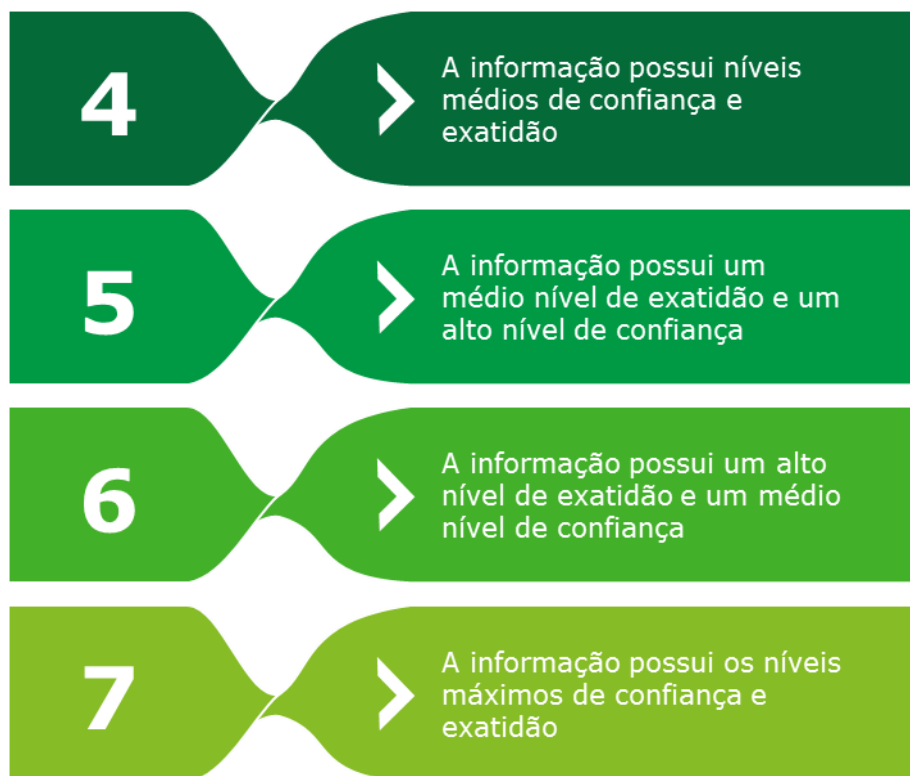 4
A informação possui níveis
médios de confiança e
exatidão
5
A informação possui um
médio nível de exatidão e um
alto nível de confiança
6
A informação possui um alto
nível de exatidão e um médio
nível de confiança
7
A informação possui os níveis
máximos de confiança e
exatidão